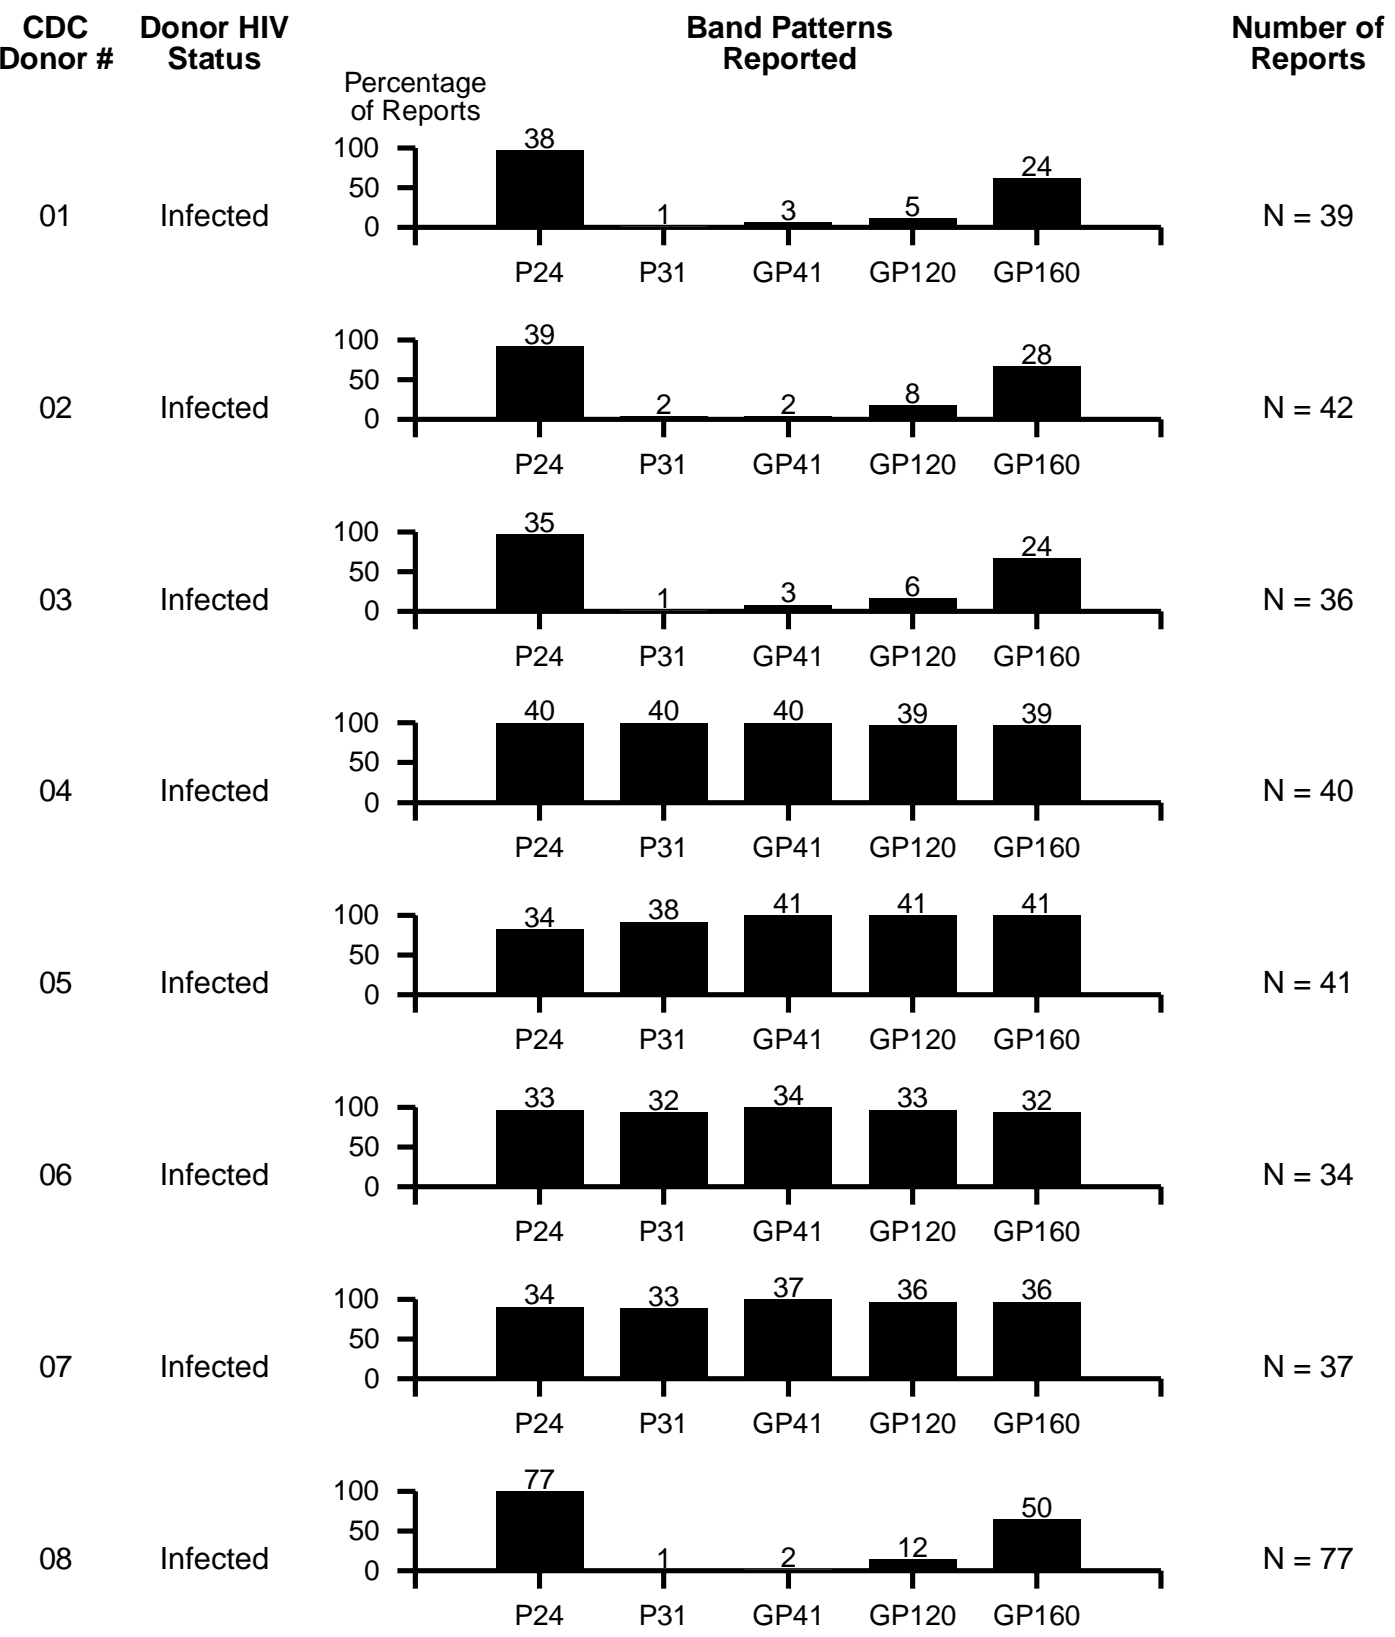 CDC Donor HIV Band Patterns Number of
Donor # Status Reported Reports
Percentage
of Reports
38
100
24
50
01 Infected 1 3 5 N = 39
0
P24 P31 GP41 GP120 GP160
39
100
28
50
02 Infected 2 2 8 N = 42
0
P24 P31 GP41 GP120 GP160
35
100
24
50
03 Infected 1 3 6 N = 36
0
P24 P31 GP41 GP120 GP160
40 40 40 39 39
100
50
04 Infected N = 40
0
P24 P31 GP41 GP120 GP160
34 38 41 41 41
100
50
05 Infected N = 41
0
P24 P31 GP41 GP120 GP160
33 32 34 33 32
100
50
06 Infected N = 34
0
P24 P31 GP41 GP120 GP160
34 33 37 36 36
100
50
07 Infected N = 37
0
P24 P31 GP41 GP120 GP160
77
100
50
50
08 Infected 1 2 12 N = 77
0
P24 P31 GP41 GP120 GP160